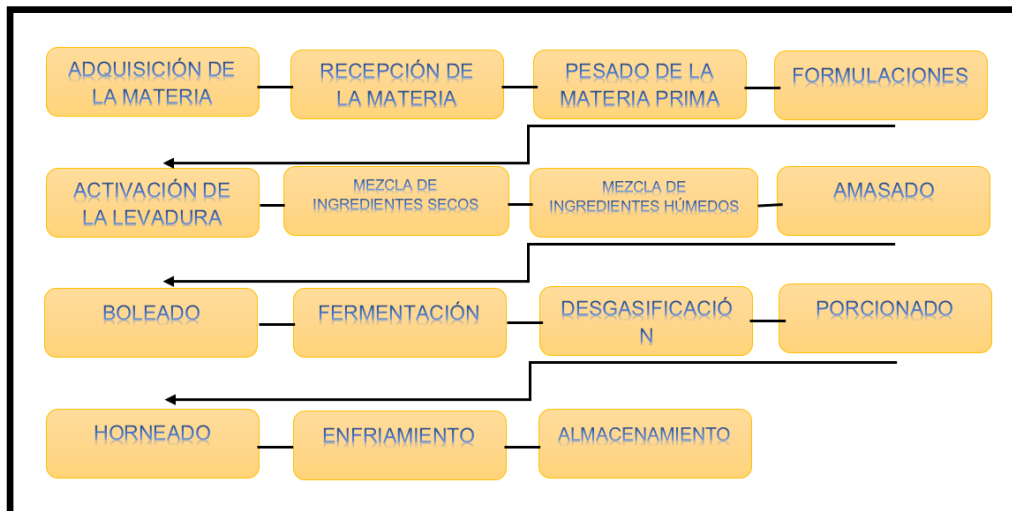 ADQUISICIÓN DE
LA MATERIA
RECEPCIÓN DE
LA MATERIA
PESADO DE LA
MATERIA PRIMA
FORMULACIONES
ACTIVACIÓN DE
LA LEVADURA
MEZCLA DE
INGREDIENTES SECOS
MEZCLA DE
INGREDIENTES HÚMEDOS
AMASADO
BOLEADO
FERMENTACIÓN
DESGASIFICACIÓ
N
PORCIONADO
HORNEADO
ENFRIAMIENTO
ALMACENAMIENTO